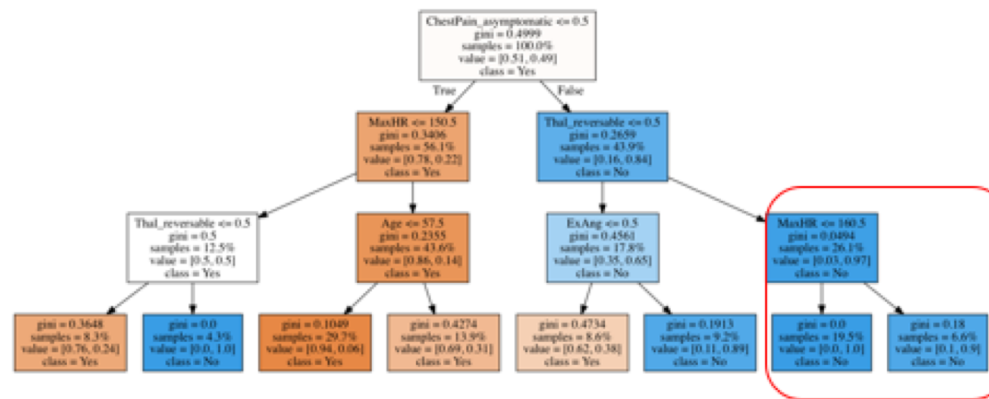 ChestPain_asymptomatic <= 0.5
gini = 0.4999
samples = 100.0%
value = [0.51, 0.49]
class = Yes
True
False
MaxHR <= 150.5
gini = 0.3406
samples = 56.1%
value = [0.78, 0.22]
class = Yes
Thal_reversable <= 0.5
gini = 0.2659
samples = 43.9%
value = [0.16, 0.84]
class = No
Thal_reversable <= 0.5
gini = 0.5
samples = 12.5%
value = [0.5, 0.5]
class = Yes
Age <= 57.5
gini = 0.2355
samples = 43.6%
value = [0.86, 0.14]
class = Yes
ExAng <= 0.5
gini = 0.4561
samples = 17.8%
value = [0.35, 0.65]
class = No
MaxHR <= 160.5
gini = 0.0494
samples = 26.1%
value = [0.03, 0.97]
class = No
gini = 0.3648
samples = 8.3%
value = [0.76, 0.24]
class = Yes
gini = 0.0
samples = 4.3%
value = [0.0, 1.0]
class = No
gini = 0.1049
samples = 29.7%
value = [0.94, 0.06]
class = Yes
gini = 0.4274
samples = 13.9%
value = [0.69, 0.31]
class = Yes
gini = 0.4734
samples = 8.6%
value = [0.62, 0.38]
class = Yes
gini = 0.1913
samples = 9.2%
value = [0.11, 0.89]
class = No
gini = 0.0
samples = 19.5%
value = [0.0, 1.0]
class = No
gini = 0.18
samples = 6.6%
value = [0.1, 0.9]
class = No